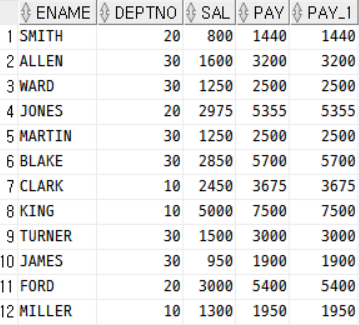 ENAME DEPTNO SAL PAY PAY_1
1 SMITH 20 800 1440 1440
2 ALLEN 30 1600 3200 3200
3 WARD 30 1250 2500 2500
4 JONES 20 2975 5355 5355
5 MARTIN 30 1250 2500 2500
6 BLAKE 30 2850 5700 5700
7 CLARK 10 2450 3675 3675
8 KING 10 5000 7500 7500
9 TURNER 30 1500 3000 3000
10 JAMES 30 950 1900 1900
11 FORD 20 3000 5400 5400
12 MILLER 10 1300 1950 1950